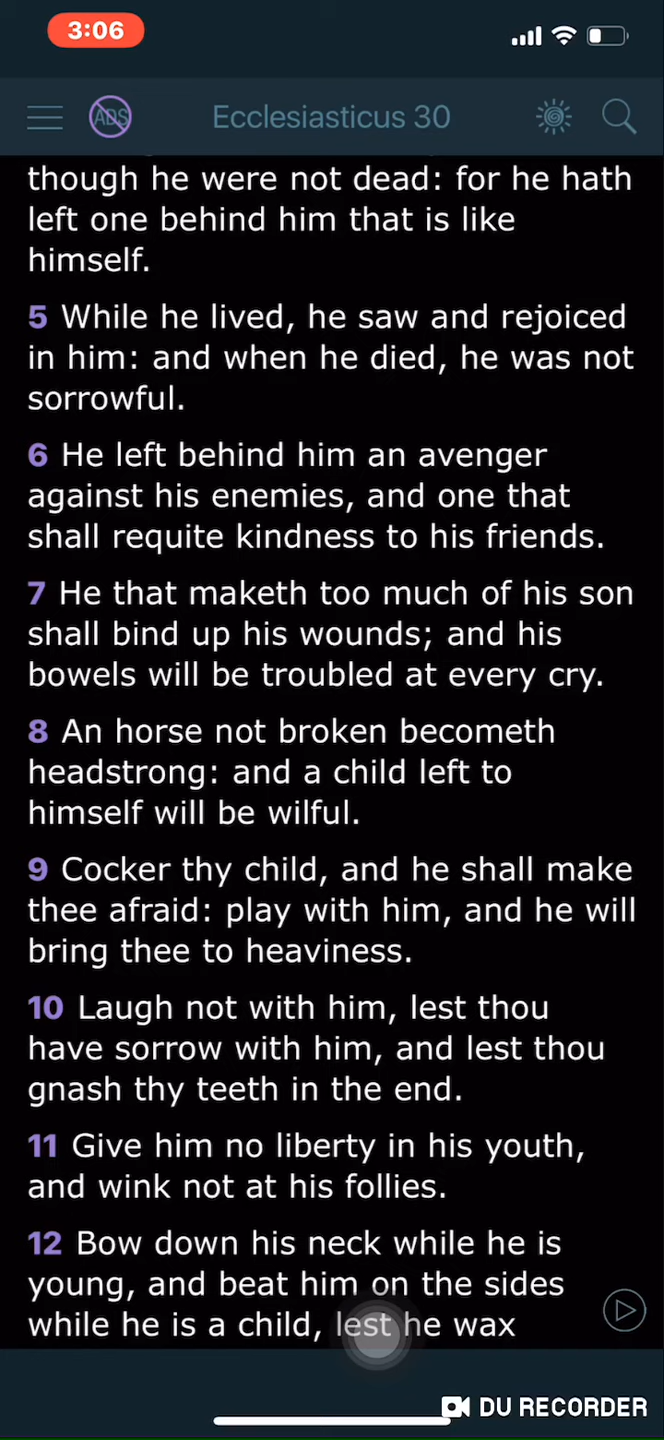 3:06
ADS
Ecclesiasticus 30
though he were not dead: for he hath
left one behind him that is like
himself.
5 While he lived, he saw and rejoiced
in him: and when he died, he was not
sorrowful.
6 He left behind him an avenger
against his enemies, and one that
shall requite kindness to his friends.
7 He that maketh too much of his son
shall bind up his wounds; and his
bowels will be troubled at every cry.
8 An horse not broken becometh
headstrong: and a child left to
himself will be wilful.
9 Cocker thy child, and he shall make
thee afraid: play with him, and he will
bring thee to heaviness.
10 Laugh not with him, lest thou
have sorrow with him, and lest thou
gnash thy teeth in the end.
11 Give him no liberty in his youth,
and wink not at his follies.
12 Bow down his neck while he is
young, and beat him on the sides
while he is a child, lest he wax
DU RECORDER